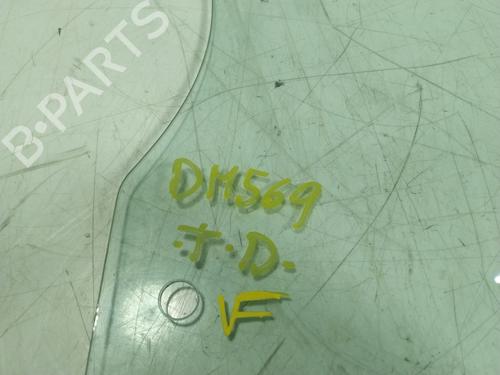 B-PARTS
DM569
.T.D.
VF